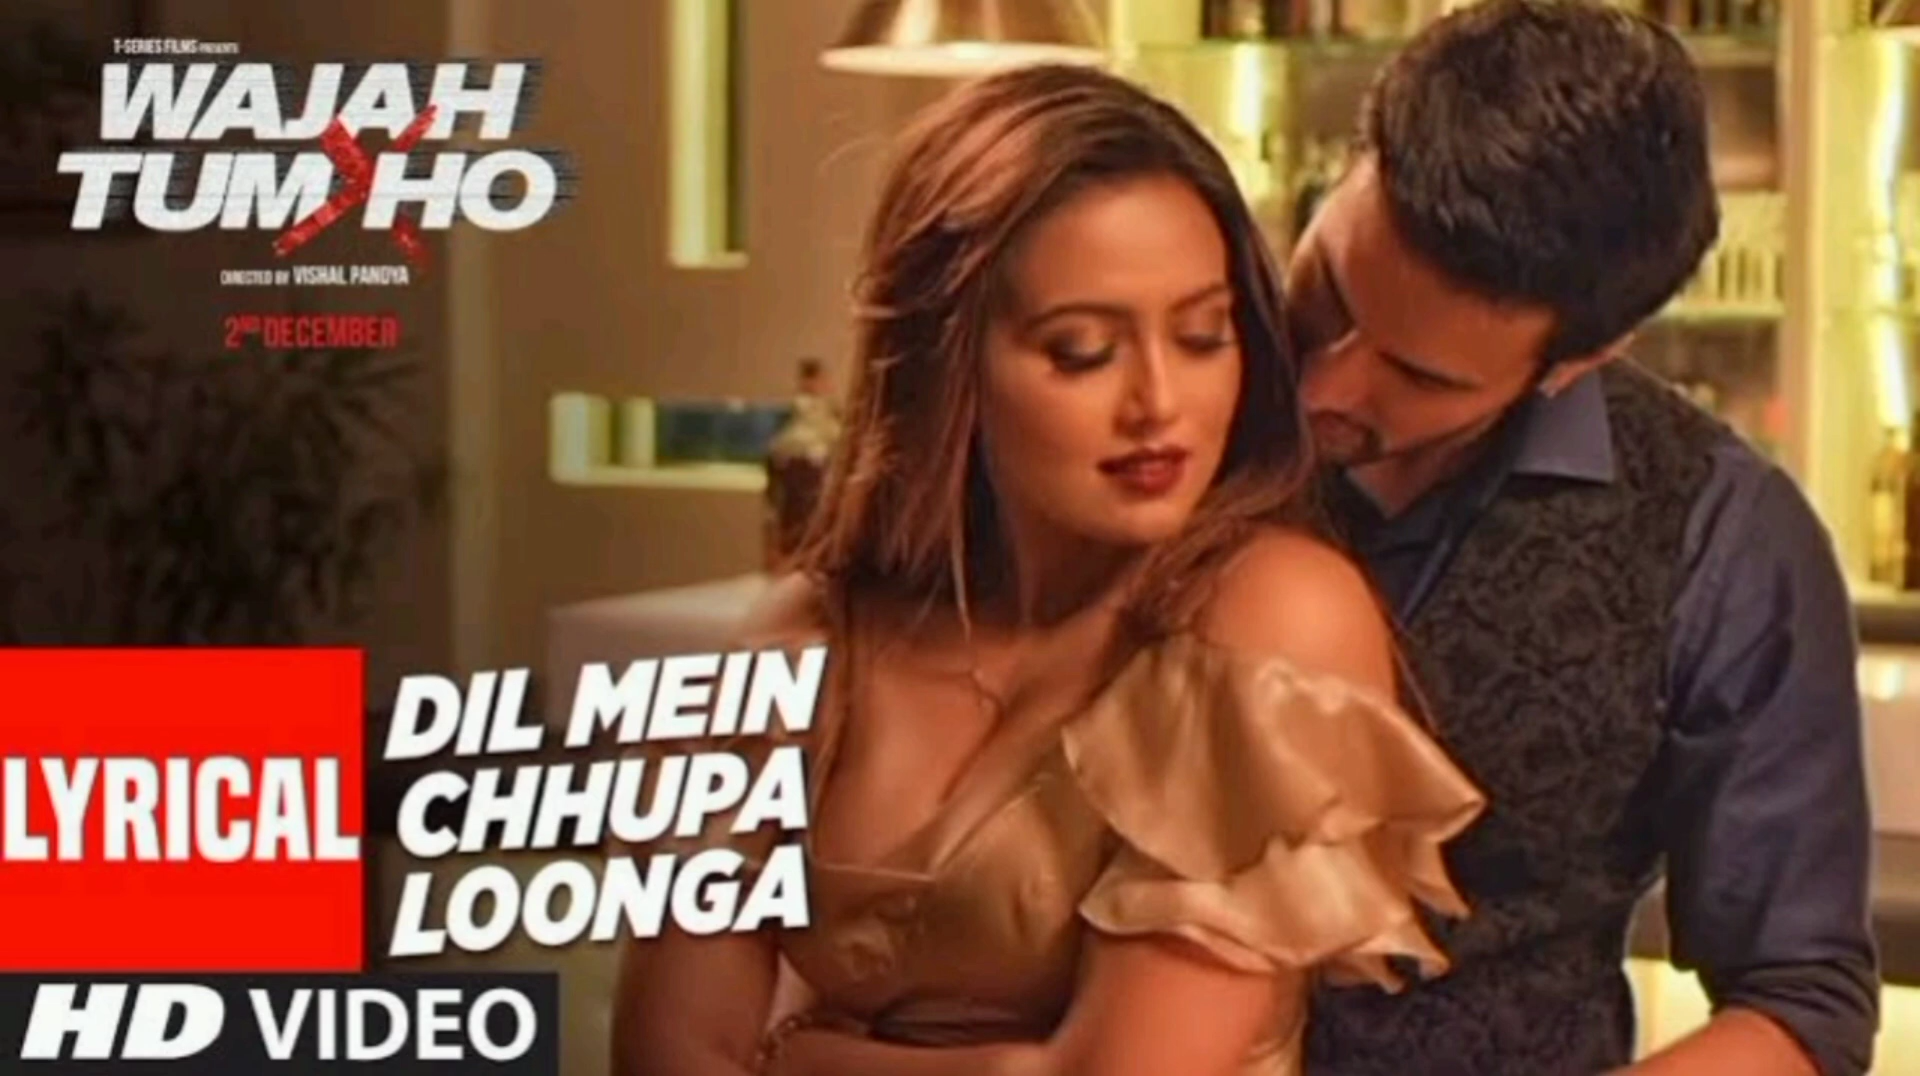 T-SERIES FILMS PRESENTS
WAJAH
TUM HO
DIRECTED BY VISHAL PANDYA
2ND DECEMBER
LYRICAL
DIL MEIN
CHHUPA
LOONGA
HD VIDEO